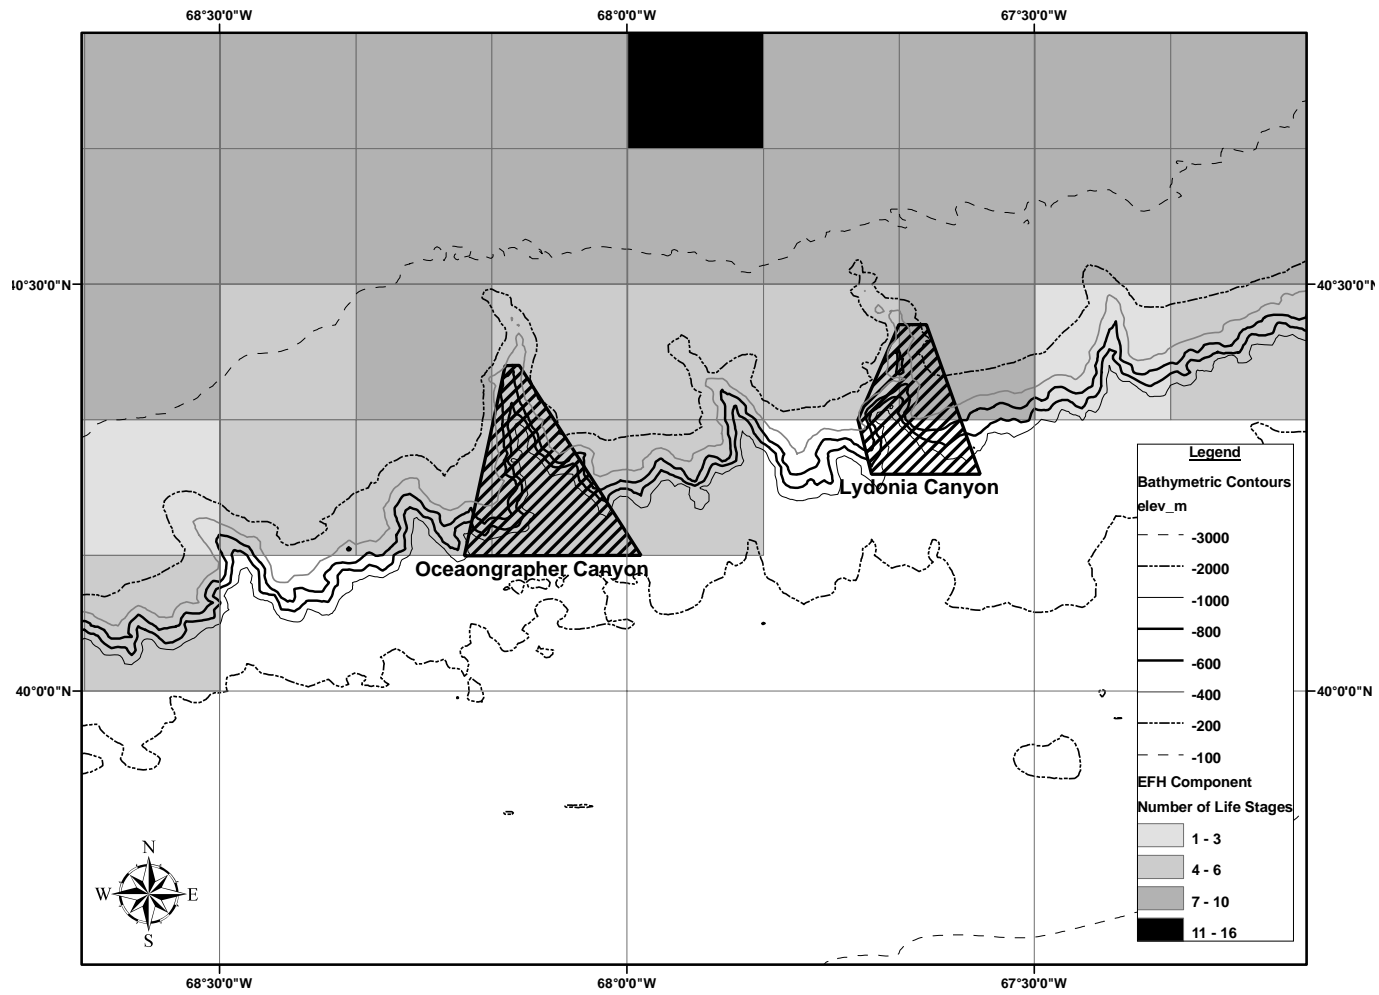 68°30'0"W 68°0'0"W 67°30'0"W
40°30'0"N 40°30'0"N
Lydonia Canyon
Oceaongrapher Canyon
40°0'0"N 40°0'0"N
Legend
Bathymetric Contours
elev_m
-3000
-2000
-1000
-800
-600
-400
-200
-100
EFH Component
Number of Life Stages
1 - 3
4 - 6
7 - 10
11 - 16
N
W E
S
68°30'0"W 68°0'0"W 67°30'0"W